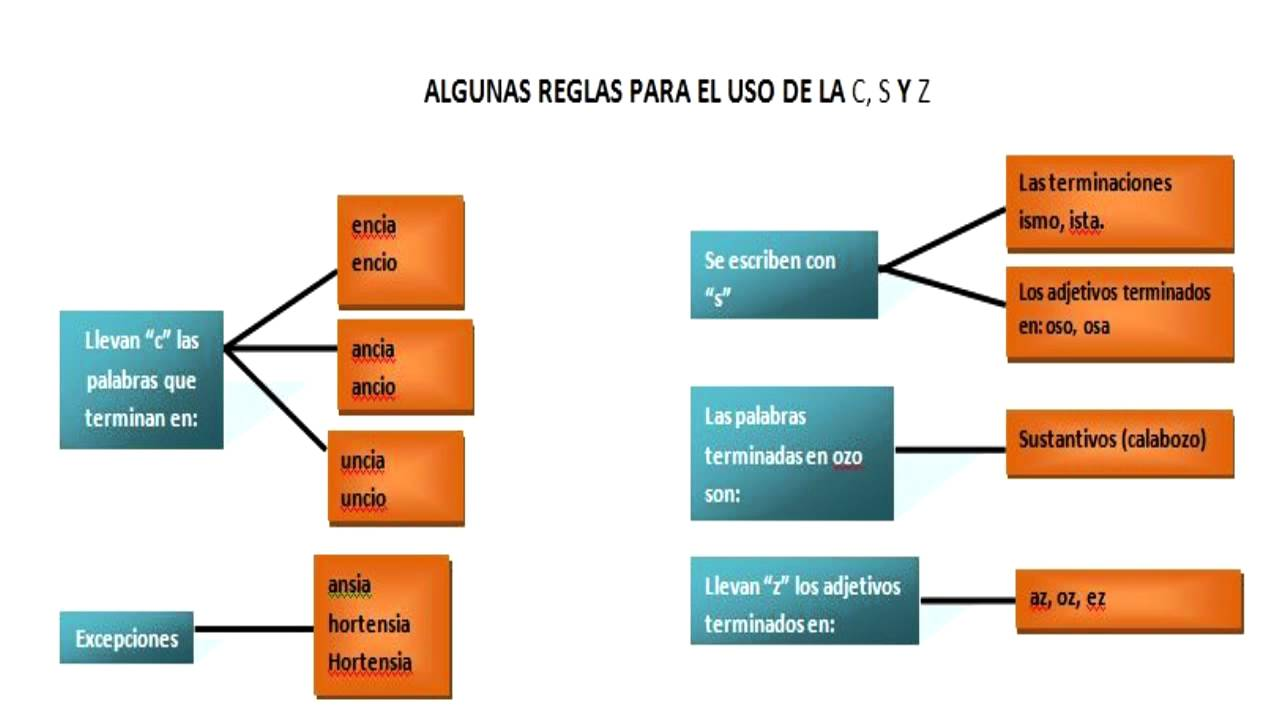 ALGUNAS REGLAS PARA EL USO DE LA C, S Y Z
Llevan “c” las
palabras que
terminan en:
encia
encio
ancia
ancio
uncia
uncio
Excepciones
ansia
hortensia
Hortensia
Se escriben con
“s”
Las terminaciones
ismo, ista.
Los adjetivos terminados
en: oso, osa
Las palabras
terminadas en ozo
son:
Sustantivos (calabozo)
Llevan “z” los adjetivos
terminados en:
az, oz, ez